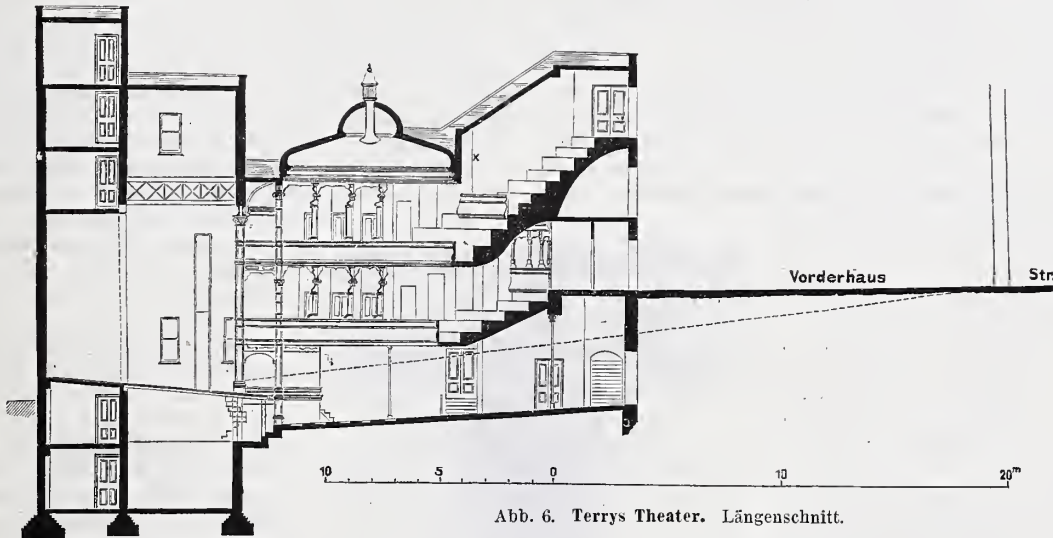 x
Vorderhaus
Str
10 5 0 10 20m
Abb. 6. Terrys Theater. Längenschnitt.